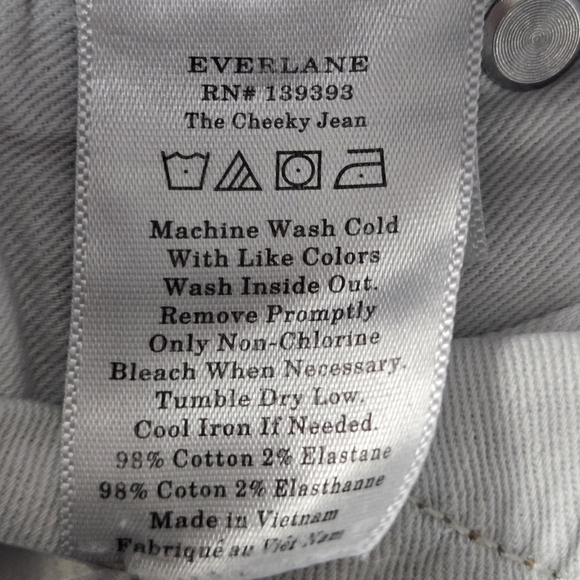 EVERLANE
RN# 139393
The Cheeky Jean
Machine Wash Cold
With Like Colors
Wash Inside Out.
Remove Promptly
Only Non-Chlorine
Bleach When Necessary.
Tumble Dry Low.
Cool Iron If Needed.
98% Cotton 2% Elastane
98% Coton 2% Elasthanne
Made in Vietnam
Fabriqué au Viêt Nam